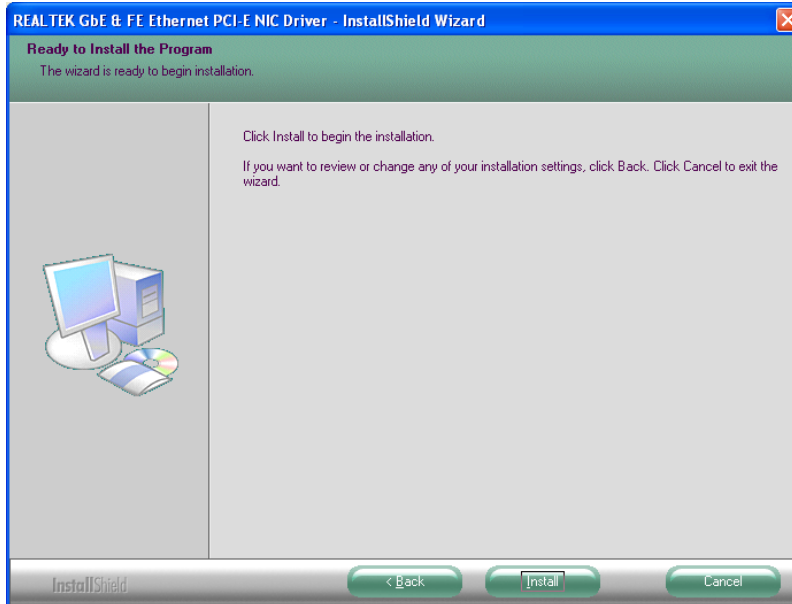 REALTEK GbE & FE Ethernet PCI-E NIC Driver - InstallShield Wizard
Ready to Install the Program
The wizard is ready to begin installation.
Click Install to begin the installation.
If you want to review or change any of your installation settings, click Back. Click Cancel to exit the
wizard.
InstallShield
< Back
Install
Cancel